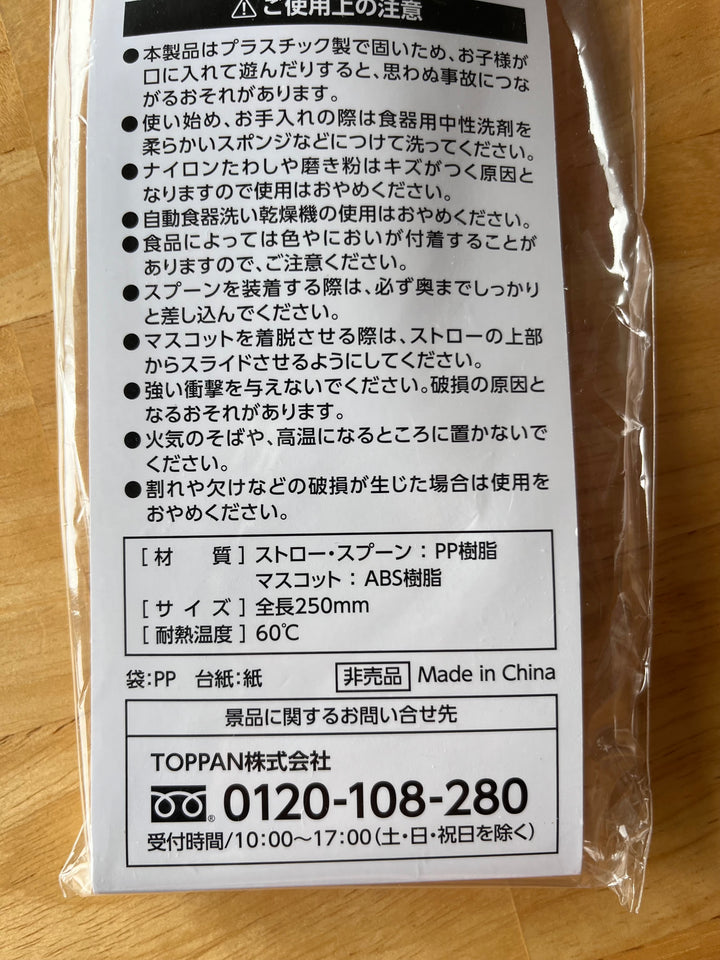 ⚠ご使用上の注意
●本製品はプラスチック製で固いため、お子様が
口に入れて遊んだりすると、思わぬ事故につな
がるおそれがあります。
●使い始め、お手入れの際は食器用中性洗剤を
柔らかいスポンジなどにつけて洗ってください。
●ナイロンたわしや磨き粉はキズがつく原因と
なりますので使用はおやめください。
●自動食器洗い乾燥機の使用はおやめください。
●食品によっては色やにおいが付着することが
ありますので、ご注意ください。
●スプーンを装着する際は、必ず奥までしっかり
と差し込んでください。
●マスコットを着脱させる際は、ストローの上部
からスライドさせるようにしてください。
●強い衝撃を与えないでください。破損の原因と
なるおそれがあります。
●火気のそばや、高温になるところに置かないで
ください。
●割れや欠けなどの破損が生じた場合は使用を
おやめください。
[材　質]ストロー・スプーン：PP樹脂
マスコット：ABS樹脂
[サイズ]全長250mm
[耐熱温度]60℃
袋:PP 台紙:紙 非売品 Made in China
景品に関するお問い合せ先
TOPPAN株式会社
0120-108-280
受付時間/10:00～17:00(土・日・祝日を除く)